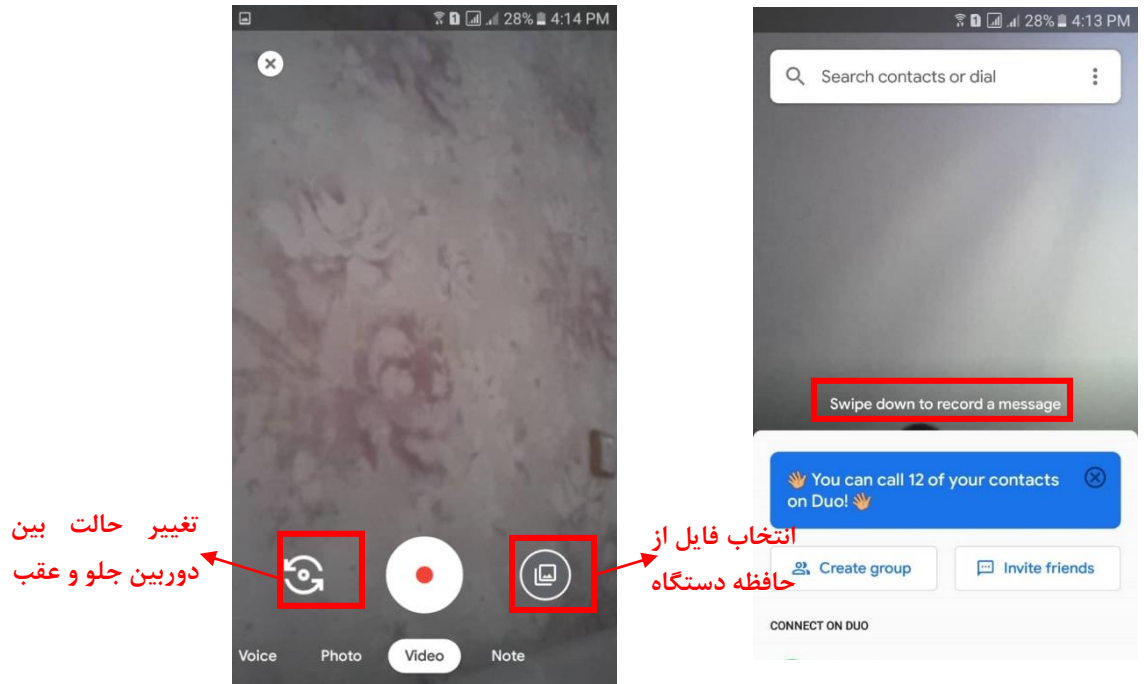 28% 4:14 PM
Voice Photo Video Note
تغییر حالت بین
دوربین جلو و عقب
انتخاب فایل از
حافظه دستگاه
28% 4:13 PM
Search contacts or dial
Swipe down to record a message
👋 You can call 12 of your contacts
on Duo! 👋
Create group Invite friends
CONNECT ON DUO